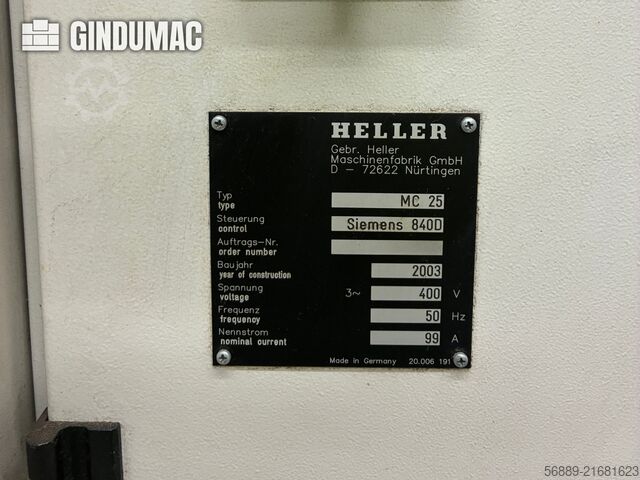 GINDUMAC
HELLER
Gebr. Heller
Maschinenfabrik GmbH
D - 72622 Nürtingen
Typ
type MC 25
Steuerung
control Siemens 840D
Auftrags-Nr.
order number
Baujahr
year of construction 2003
Spannung
voltage 3~ 400 V
Frequenz
frequency 50 Hz
Nennstrom
nominal current 99 A
Made in Germany 20.006 191
56889-21681623